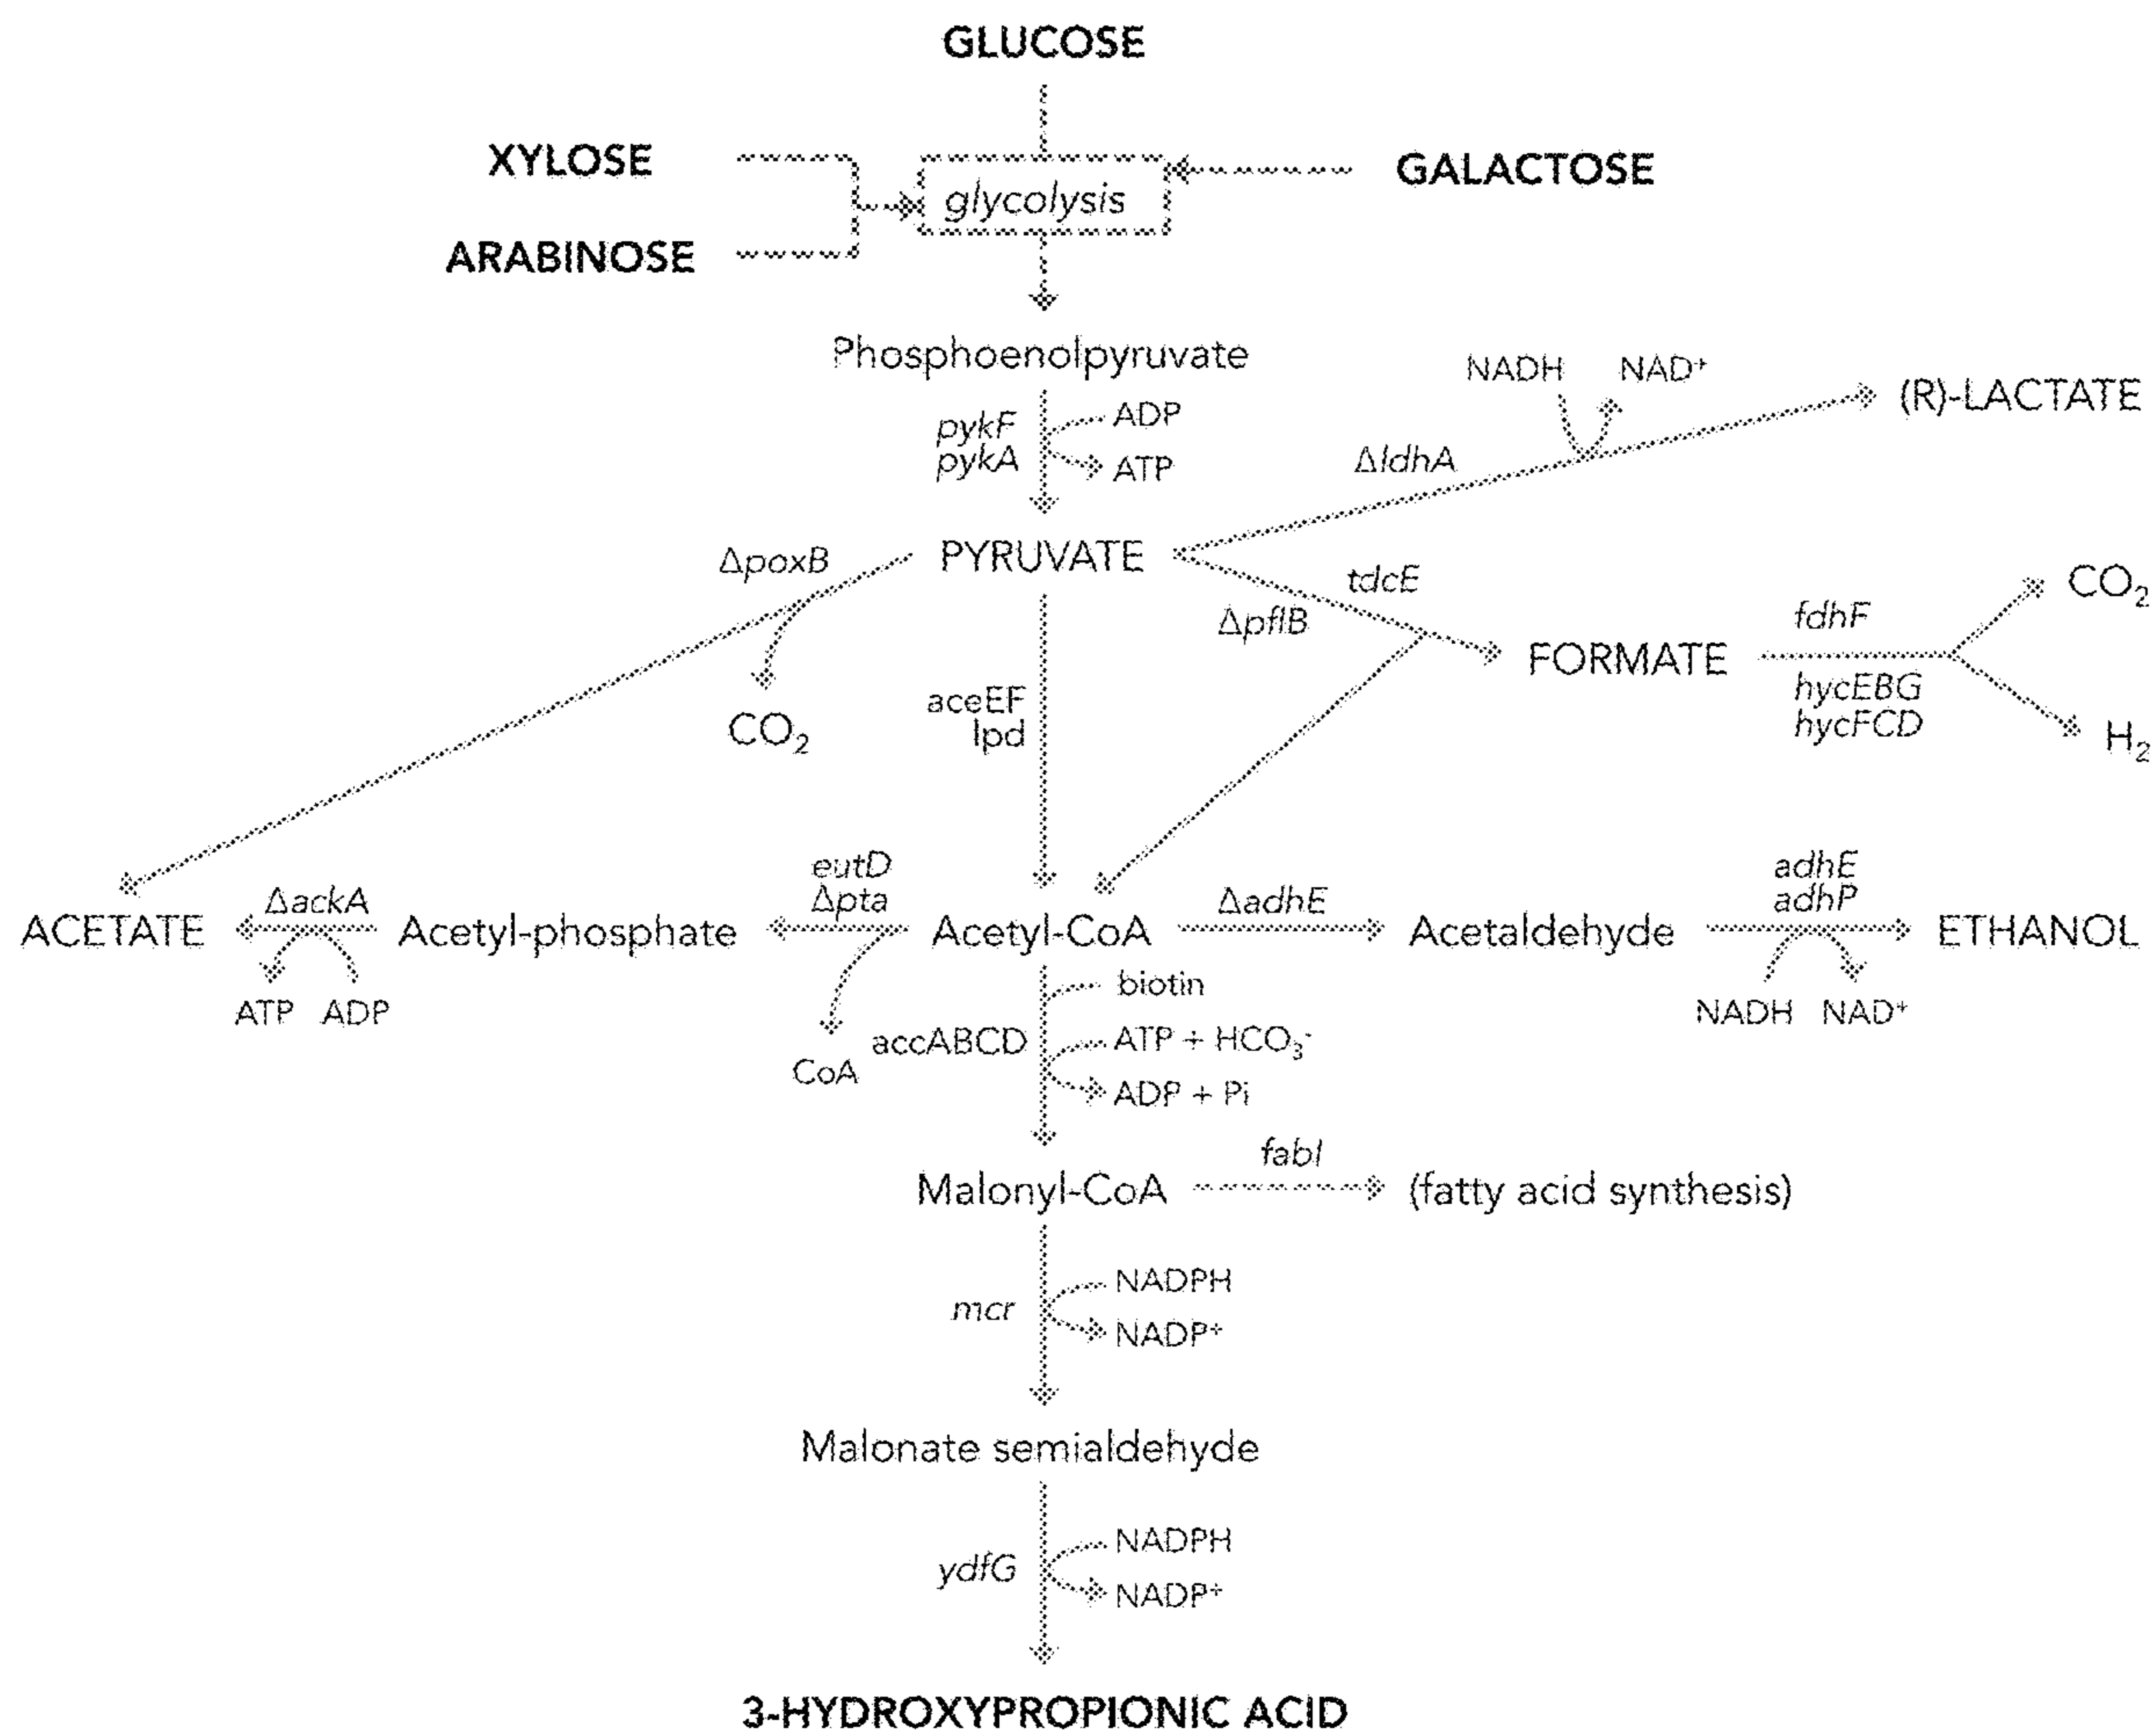 GLUCOSE
XYLOSE
GALACTOSE
glycolysis
ARABINOSE
Phosphoenolpyruvate
NADH NAD⁺
(R)-LACTATE
pykF
ADP
pykA
ATP
ΔldhA
PYRUVATE
ΔpoxB
tdcE
CO₂
ΔpflB
fdhF
FORMATE
hycEBG
hycFCD
H₂
CO₂
aceEF
lpd
eutD
Δpta
adhE
adhP
ACETATE
ΔackA
Acetyl-phosphate
Acetyl-CoA
ΔadhE
Acetaldehyde
ETHANOL
ATP ADP
biotin
NADH NAD⁺
accABCD
ATP + HCO₃⁻
CoA
ADP + Pi
fabI
Malonyl-CoA
(fatty acid synthesis)
NADPH
mcr
NADP⁺
Malonate semialdehyde
NADPH
ydfG
NADP⁺
3-HYDROXYPROPIONIC ACID